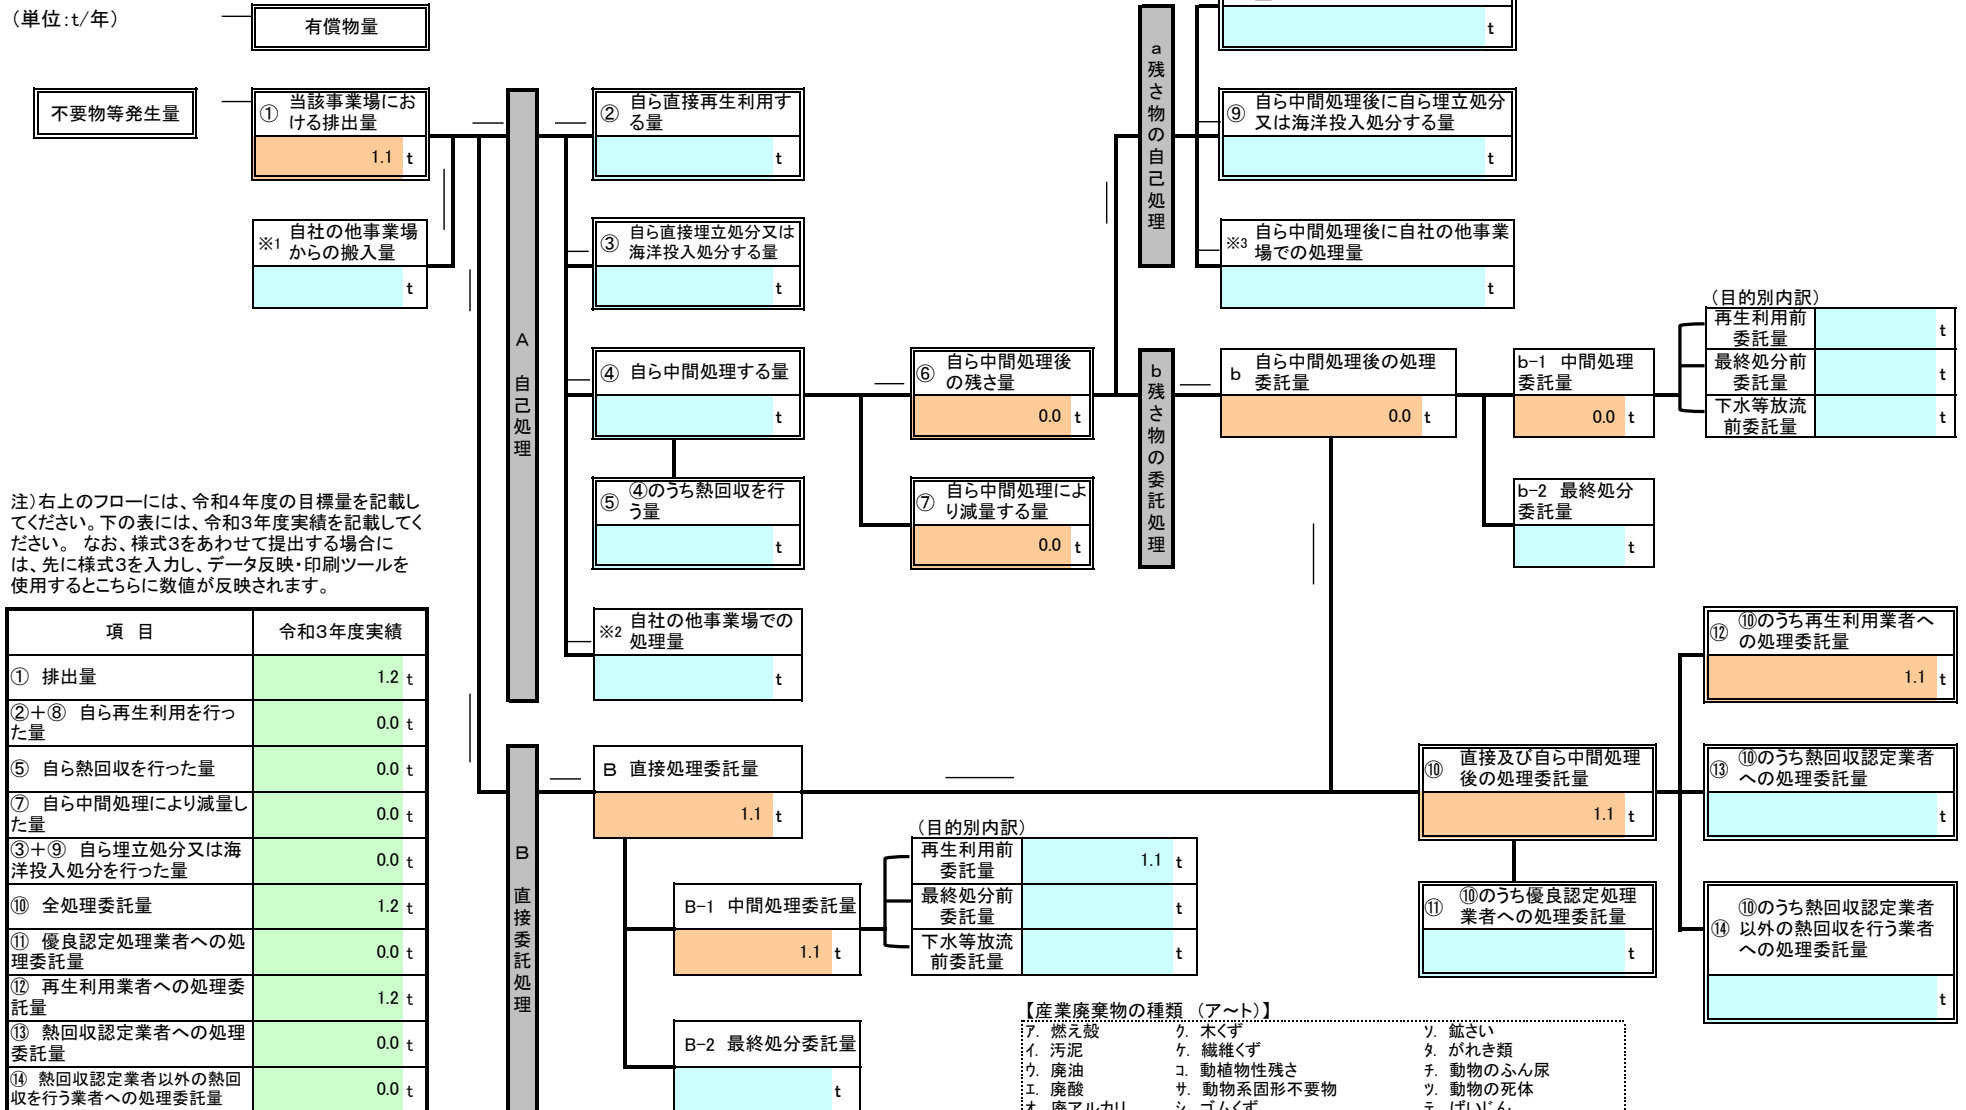 （単位:t/年）
有償物量
t
不要物等発生量
① 当該事業場にお
ける排出量
1.1 t
※1 自社の他事業場
からの搬入量
t
A 自己処理
② 自ら直接再生利用す
る量
t
③ 自ら直接埋立処分又は
海洋投入処分する量
t
④ 自ら中間処理する量
t
⑤ ④のうち熱回収を行
う量
t
※2 自社の他事業場での
処理量
t
⑥ 自ら中間処理後
の残さ量
0.0 t
⑦ 自ら中間処理によ
り減量する量
0.0 t
a 残さ物の自己処理
⑨ 自ら中間処理後に自ら埋立処分
又は海洋投入処分する量
t
※3 自ら中間処理後に自社の他事業
場での処理量
t
b 残さ物の委託処理
b 自ら中間処理後の処理
委託量
0.0 t
b-1 中間処理
委託量
0.0 t
b-2 最終処分
委託量
t
（目的別内訳）
再生利用前
委託量
t
最終処分前
委託量
t
下水等放流
前委託量
t
注）右上のフローには、令和４年度の目標量を記載し
てください。下の表には、令和３年度実績を記載してく
ださい。 なお、様式３をあわせて提出する場合に
は、先に様式３を入力し、データ反映・印刷ツールを
使用するとこちらに数値が反映されます。
項 目 令和３年度実績
① 排出量 1.2 t
②＋⑧ 自ら再生利用を行っ
た量 0.0 t
⑤ 自ら熱回収を行った量 0.0 t
⑦ 自ら中間処理により減量し
た量 0.0 t
③＋⑨ 自ら埋立処分又は海
洋投入処分を行った量 0.0 t
⑩ 全処理委託量 1.2 t
⑪ 優良認定処理業者への処
理委託量 0.0 t
⑫ 再生利用業者への処理委
託量 1.2 t
⑬ 熱回収認定業者への処理
委託量 0.0 t
⑭ 熱回収認定業者以外の熱回
収を行う業者への処理委託量 0.0 t
B 直接委託処理
B 直接処理委託量
1.1 t
B-1 中間処理委託量
1.1 t
B-2 最終処分委託量
t
（目的別内訳）
再生利用前
委託量
1.1 t
最終処分前
委託量
t
下水等放流
前委託量
t
⑩ 直接及び自ら中間処理
後の処理委託量
1.1 t
⑪ ⑩のうち優良認定処理
業者への処理委託量
t
⑫ ⑩のうち再生利用業者へ
の処理委託量
1.1 t
⑬ ⑩のうち熱回収認定業者
への処理委託量
t
⑭ ⑩のうち熱回収認定業者
以外の熱回収を行う業者
への処理委託量
t
【産業廃棄物の種類 （ア～ト）】
ア. 燃え殻 ク. 木くず ソ. 鉱さい
イ. 汚泥 ケ. 繊維くず タ. がれき類
ウ. 廃油 コ. 動植物性残さ チ. 動物のふん尿
エ. 廃酸 サ. 動物系固形不要物 ツ. 動物の死体
オ. 廃アルカリ シ. ゴムくず テ. ばいじん